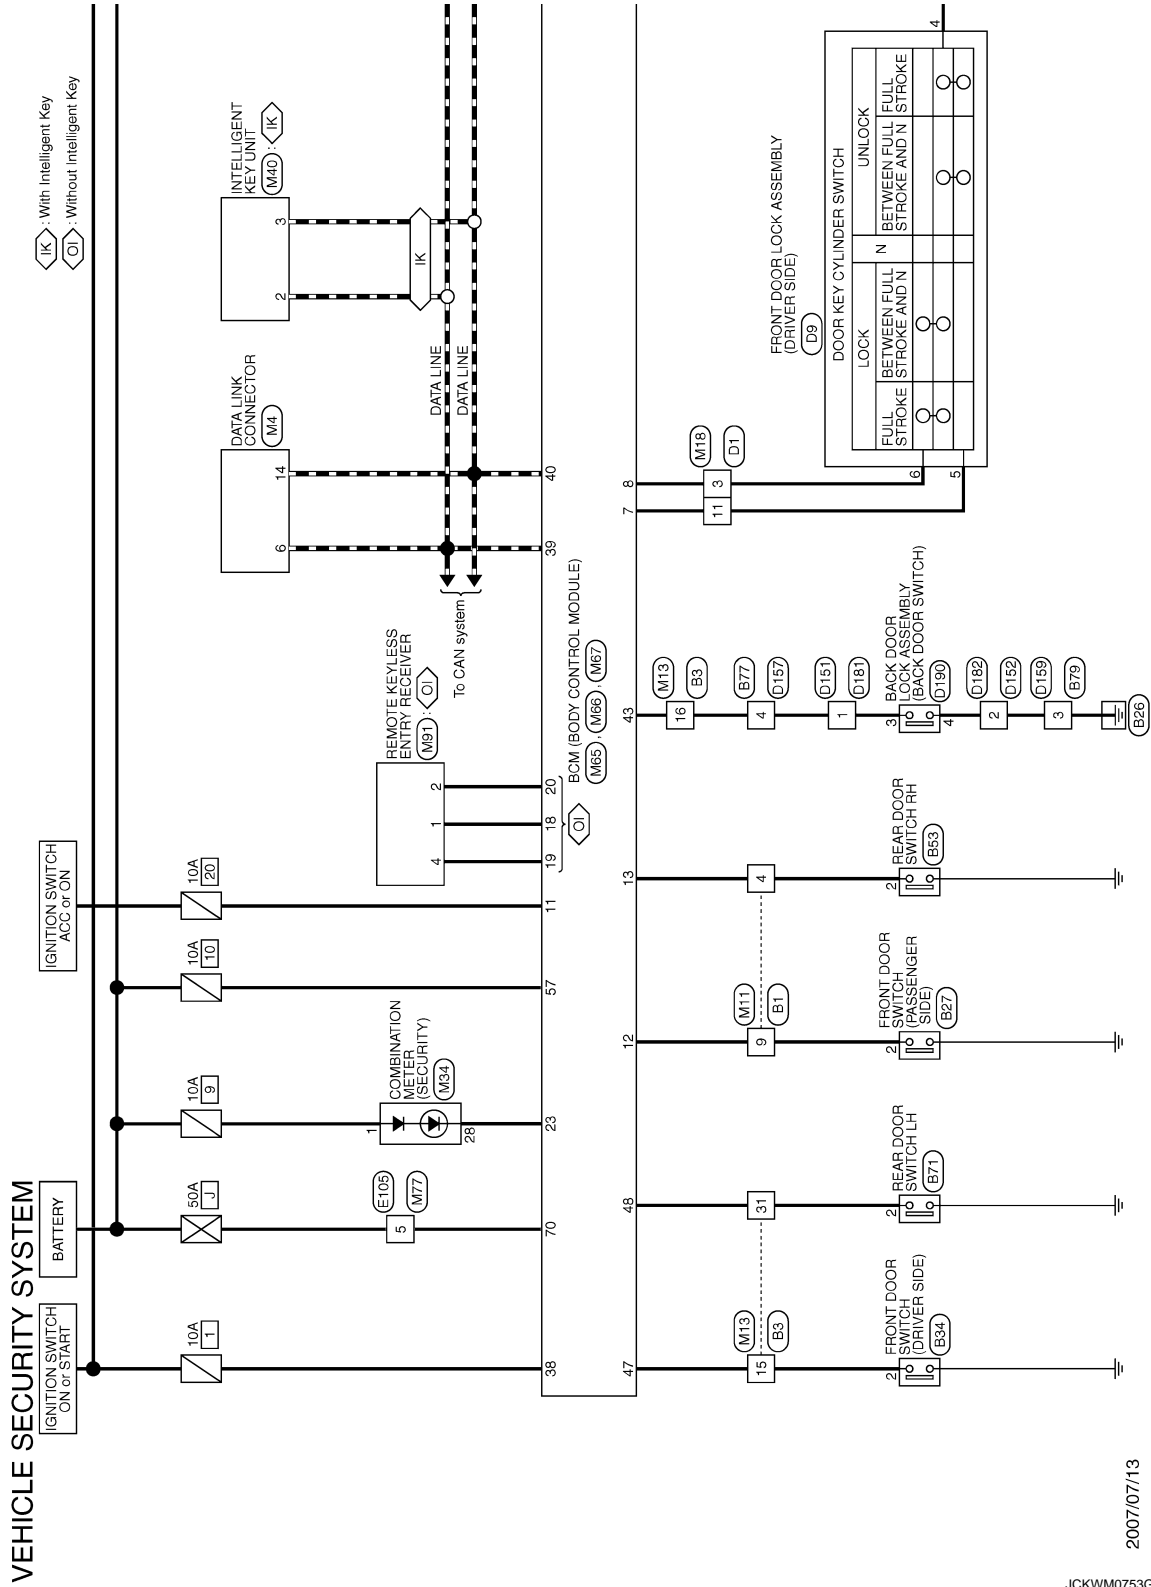 VEHICLE SECURITY SYSTEM
IGNITION SWITCH
ON or START
BATTERY
IGNITION SWITCH
ACC or ON
IK : With Intelligent Key
OI : Without Intelligent Key
10A
1
50A
J
10A
9
10A
10
10A
20
E105
M77
5
COMBINATION
METER
(SECURITY)
M34
1
28
REMOTE KEYLESS
ENTRY RECEIVER
M91 : OI
4
1
2
To CAN system
DATA LINK
CONNECTOR
M4
6
14
DATA LINE
DATA LINE
INTELLIGENT
KEY UNIT
M40 : IK
2
3
IK
38
70
23
57
11
19
18
20
39
40
OI
BCM (BODY CONTROL MODULE)
M65 , M66 , M67
47
48
12
13
43
7
8
M13
B3
15
31
M11
B1
9
4
M13
B3
16
B77
D157
4
D151
D181
1
M18
D1
11
3
FRONT DOOR
SWITCH
(DRIVER SIDE)
B34
2
REAR DOOR
SWITCH LH
B71
2
FRONT DOOR
SWITCH
(PASSENGER
SIDE)
B27
2
REAR DOOR
SWITCH RH
B53
2
BACK DOOR
LOCK ASSEMBLY
(BACK DOOR SWITCH)
D190
3
4
D182
D152
2
D159
B79
3
B26
FRONT DOOR LOCK ASSEMBLY
(DRIVER SIDE)
D9
DOOR KEY CYLINDER SWITCH
LOCK
N
UNLOCK
FULL
STROKE
BETWEEN FULL
STROKE AND N
BETWEEN FULL
STROKE AND N
FULL
STROKE
6
5
4
2007/07/13
JCKWM0753G